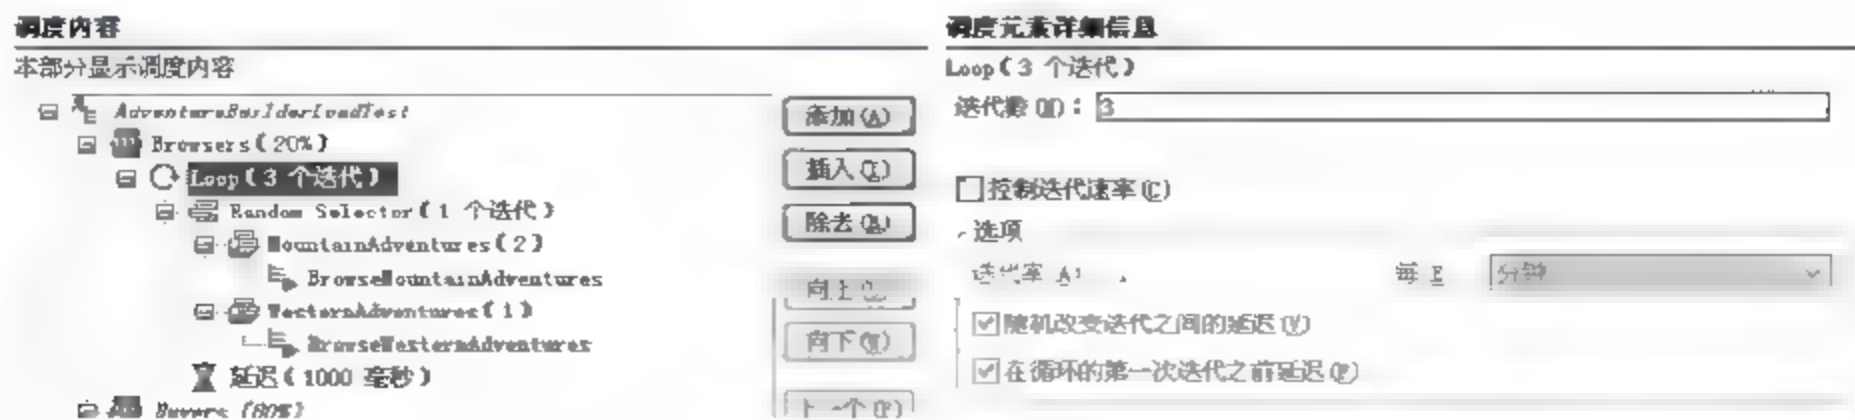 调度内容
本部分显示调度内容
AdventureBuilderLoadTest
Browsers(20%)
Loop(3 个迭代)
Random Selector(1 个迭代)
MountainAdventures(2)
BrowseMountainAdventures
WesternAdventures(1)
BrowseWesternAdventures
延迟(1000 毫秒)
Buyers (80%)
添加(A)
插入(I)
除去(R)
向上
向下(W)
下一个(P)
调度元素详细信息
Loop(3 个迭代)
迭代数(N): 3
控制迭代速率(C)
选项
迭代率 A:
每 E 分钟
随机改变迭代之间的延迟(V)
在循环的第一次迭代之前延迟(F)